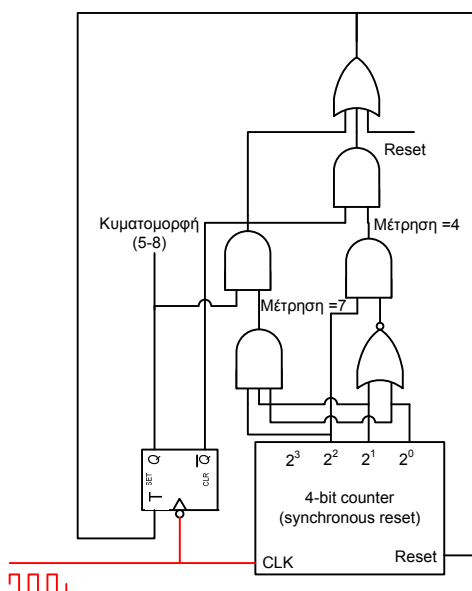 Reset
Κυματομορφή
(5-8)
Μέτρηση =4
Μέτρηση =7
Q
Q
SET
CLR
T
2³ 2² 2¹ 2⁰
4-bit counter
(synchronous reset)
Reset
CLK